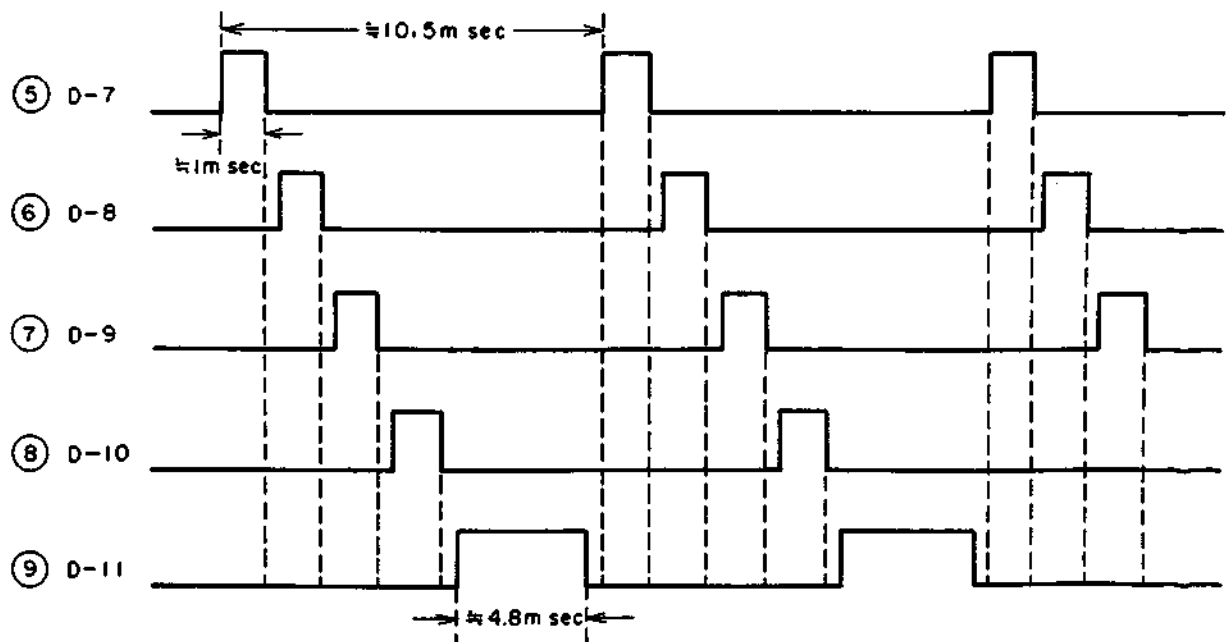 ≒10.5m sec
⑤ D-7
≒1m sec
⑥ D-8
⑦ D-9
⑧ D-10
⑨ D-11
≒4.8m sec